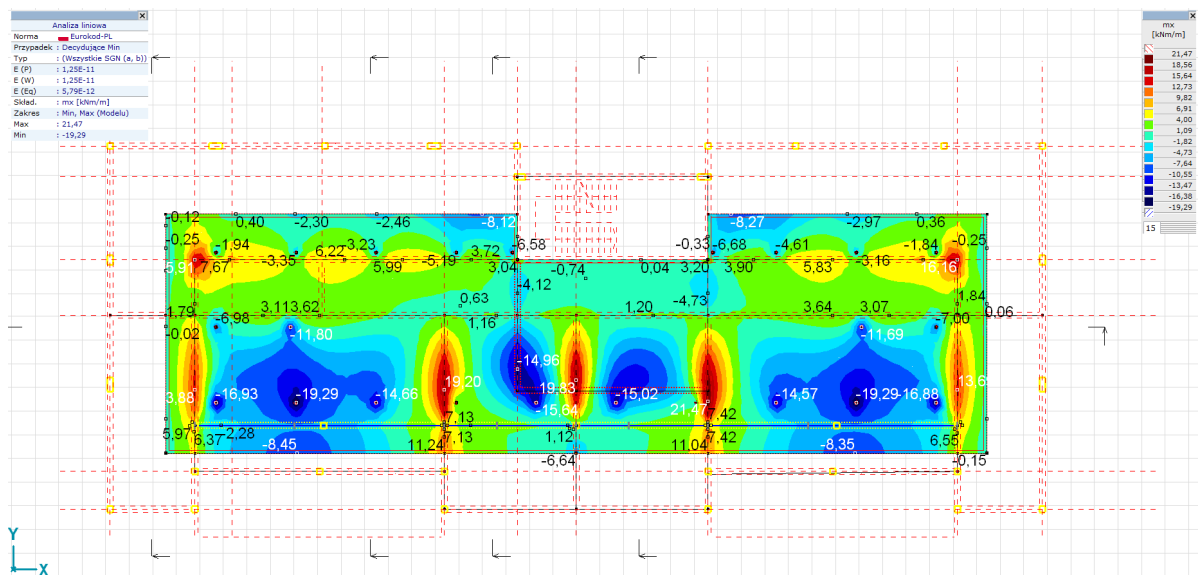 Analiza liniowa
Norma Eurokod-PL
Przypadek : Decydujące Min
Typ : (Wszystkie SGN (a, b))
E (P) : 1,25E-11
E (W) : 1,25E-11
E (Eq) : 5,79E-12
Skład. : mx [kNm/m]
Zakres : Min, Max (Modelu)
Max : 21,47
Min : -19,29
mx
[kNm/m]
21,47
18,56
15,64
12,73
9,82
6,91
4,00
1,09
-1,82
-4,73
-7,64
-10,55
-13,47
-16,38
-19,29
15
-0,12 0,40 -2,30 -2,46 -8,12 -8,27 -2,97 0,36
-0,25 -1,94 6,22 3,23 3,72 -6,58 -0,33 -6,68 -4,61 -1,84 -0,25
5,91 7,67 -3,35 5,99 -5,19 3,04 -0,74 0,04 3,20 3,90 5,83 -3,16 15,16
-4,12 -4,73
1,79 3,11 3,62 0,63 1,20 3,64 3,07 1,84 0,06
-0,02 -6,98 -11,80 1,16 -11,69 -7,00
-14,96
3,88 -16,93 -19,29 -14,66 19,20 19,83 -15,02 -14,57 -19,29 -16,88
-15,64 21,47 7,42
5,97 6,37 -2,28 7,13 7,13 1,12 7,42 6,55
-8,45 11,24 11,04 -8,35
-6,64 -0,15
Y
X